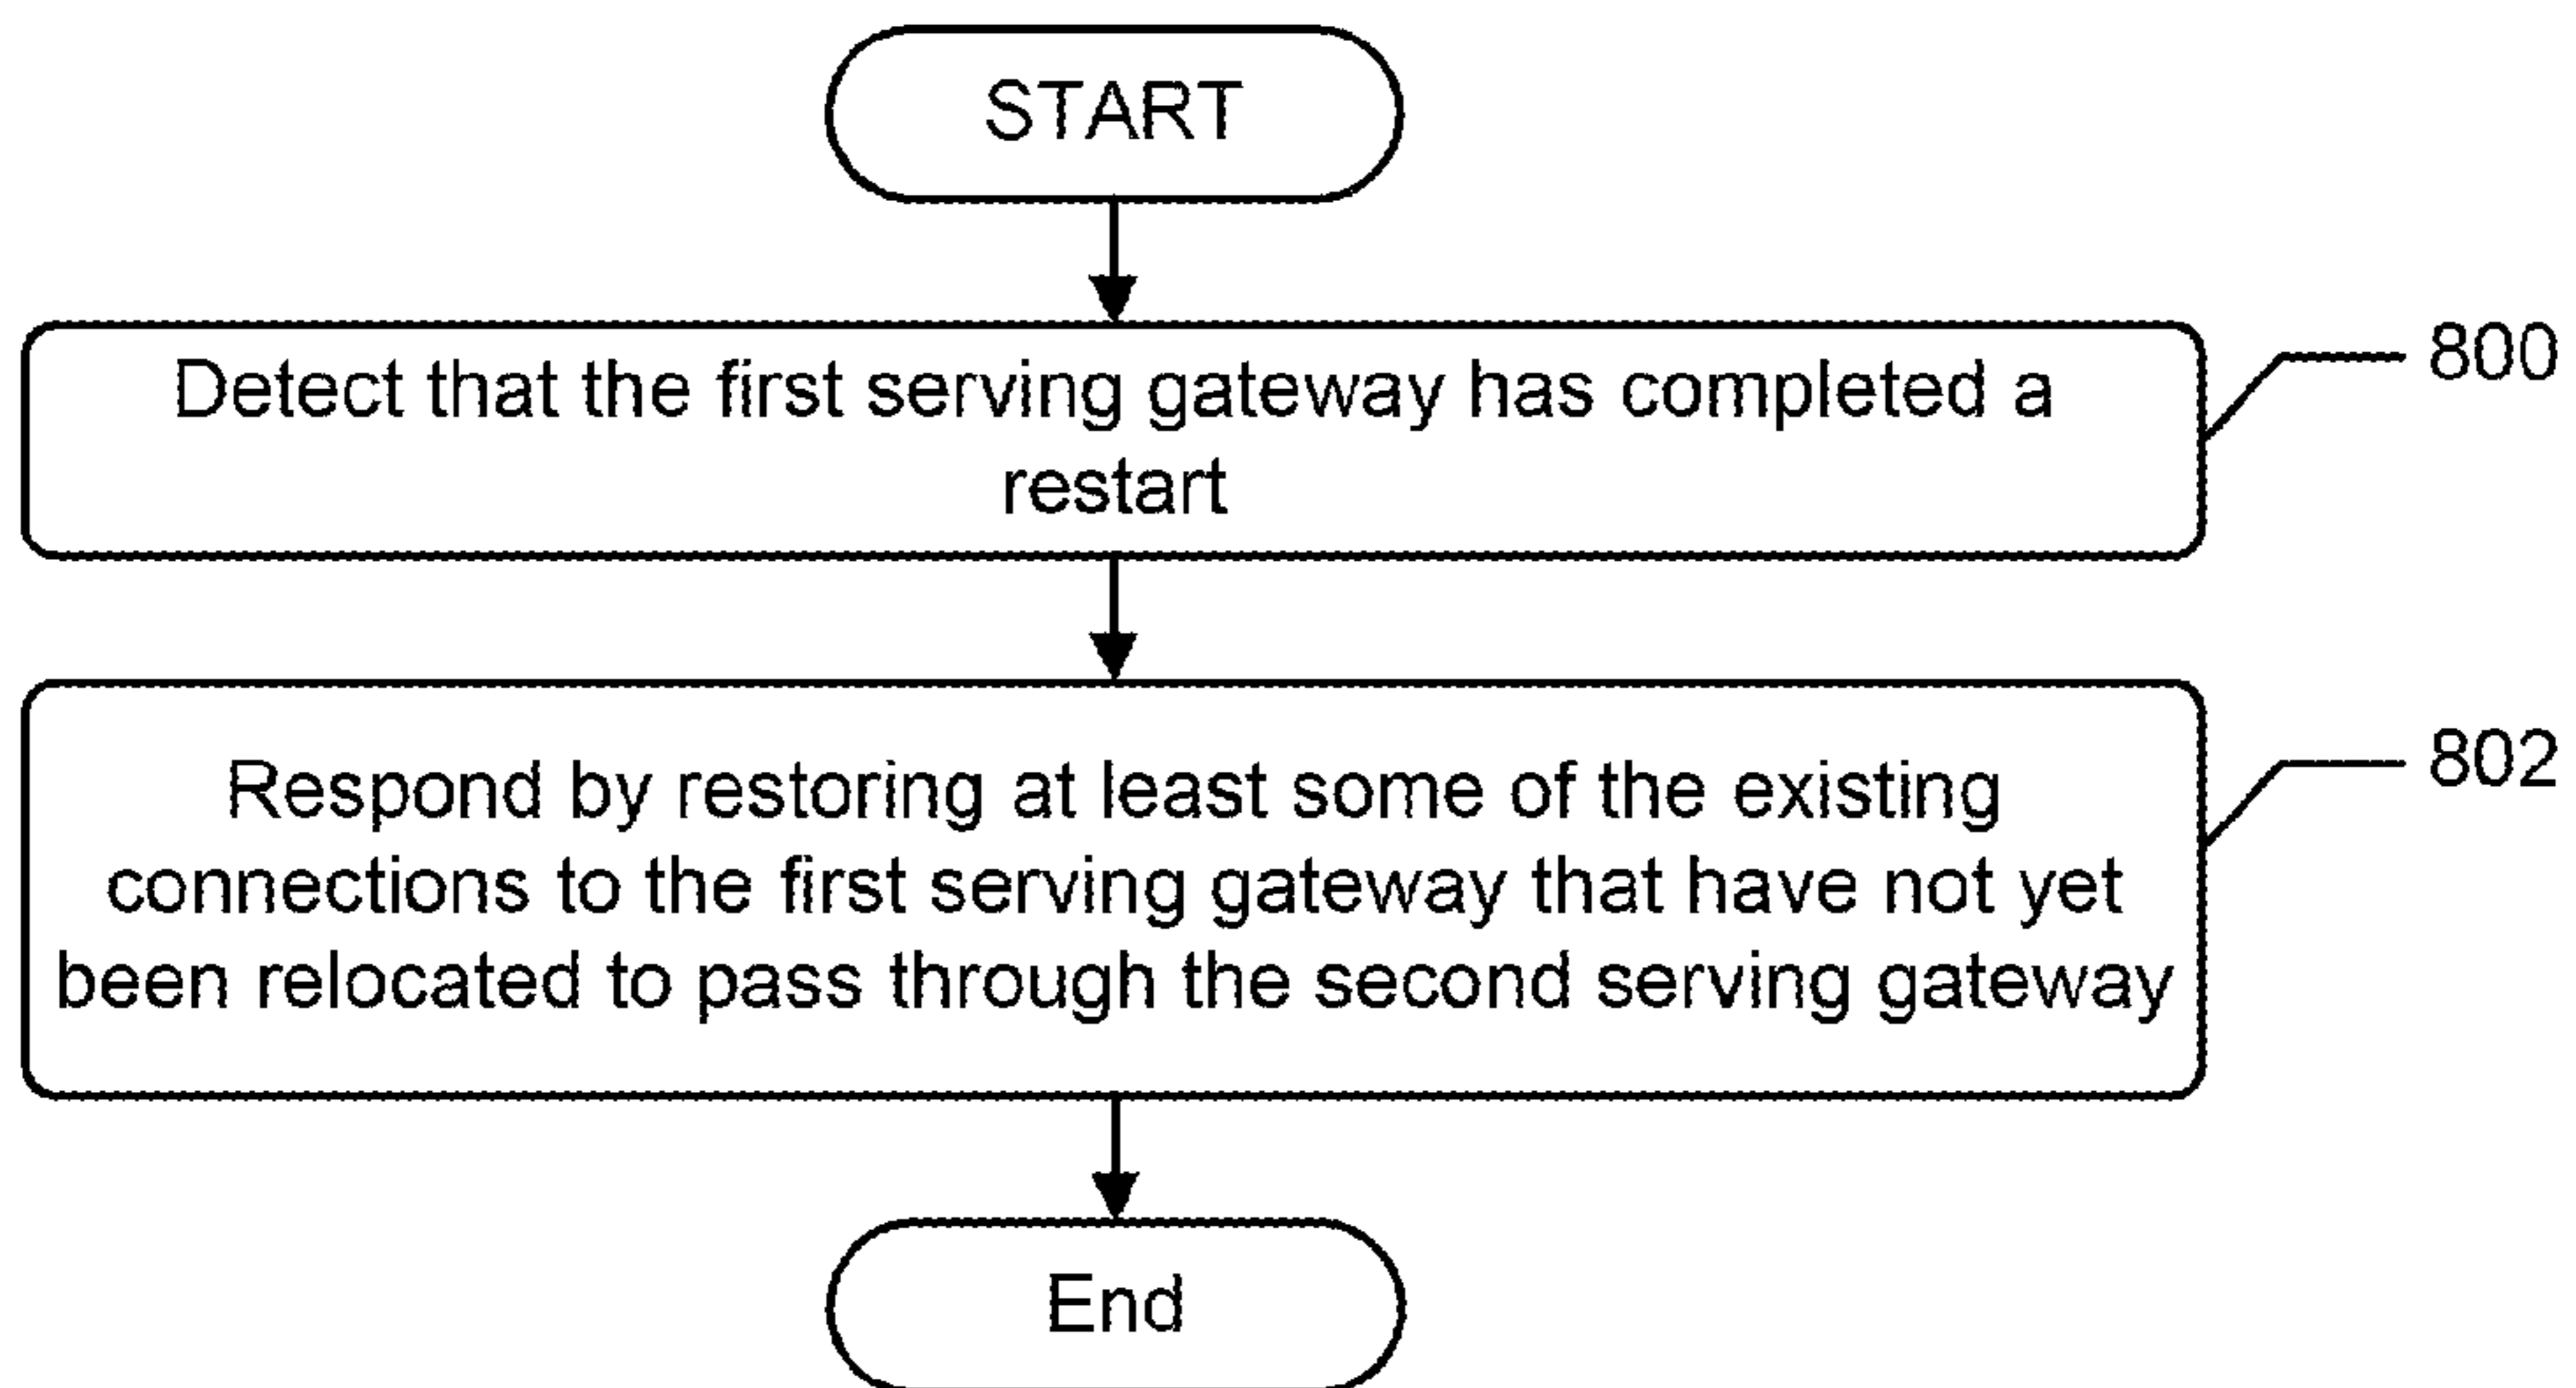 START
Detect that the first serving gateway has completed a
restart
800
Respond by restoring at least some of the existing
connections to the first serving gateway that have not yet
been relocated to pass through the second serving gateway
802
End